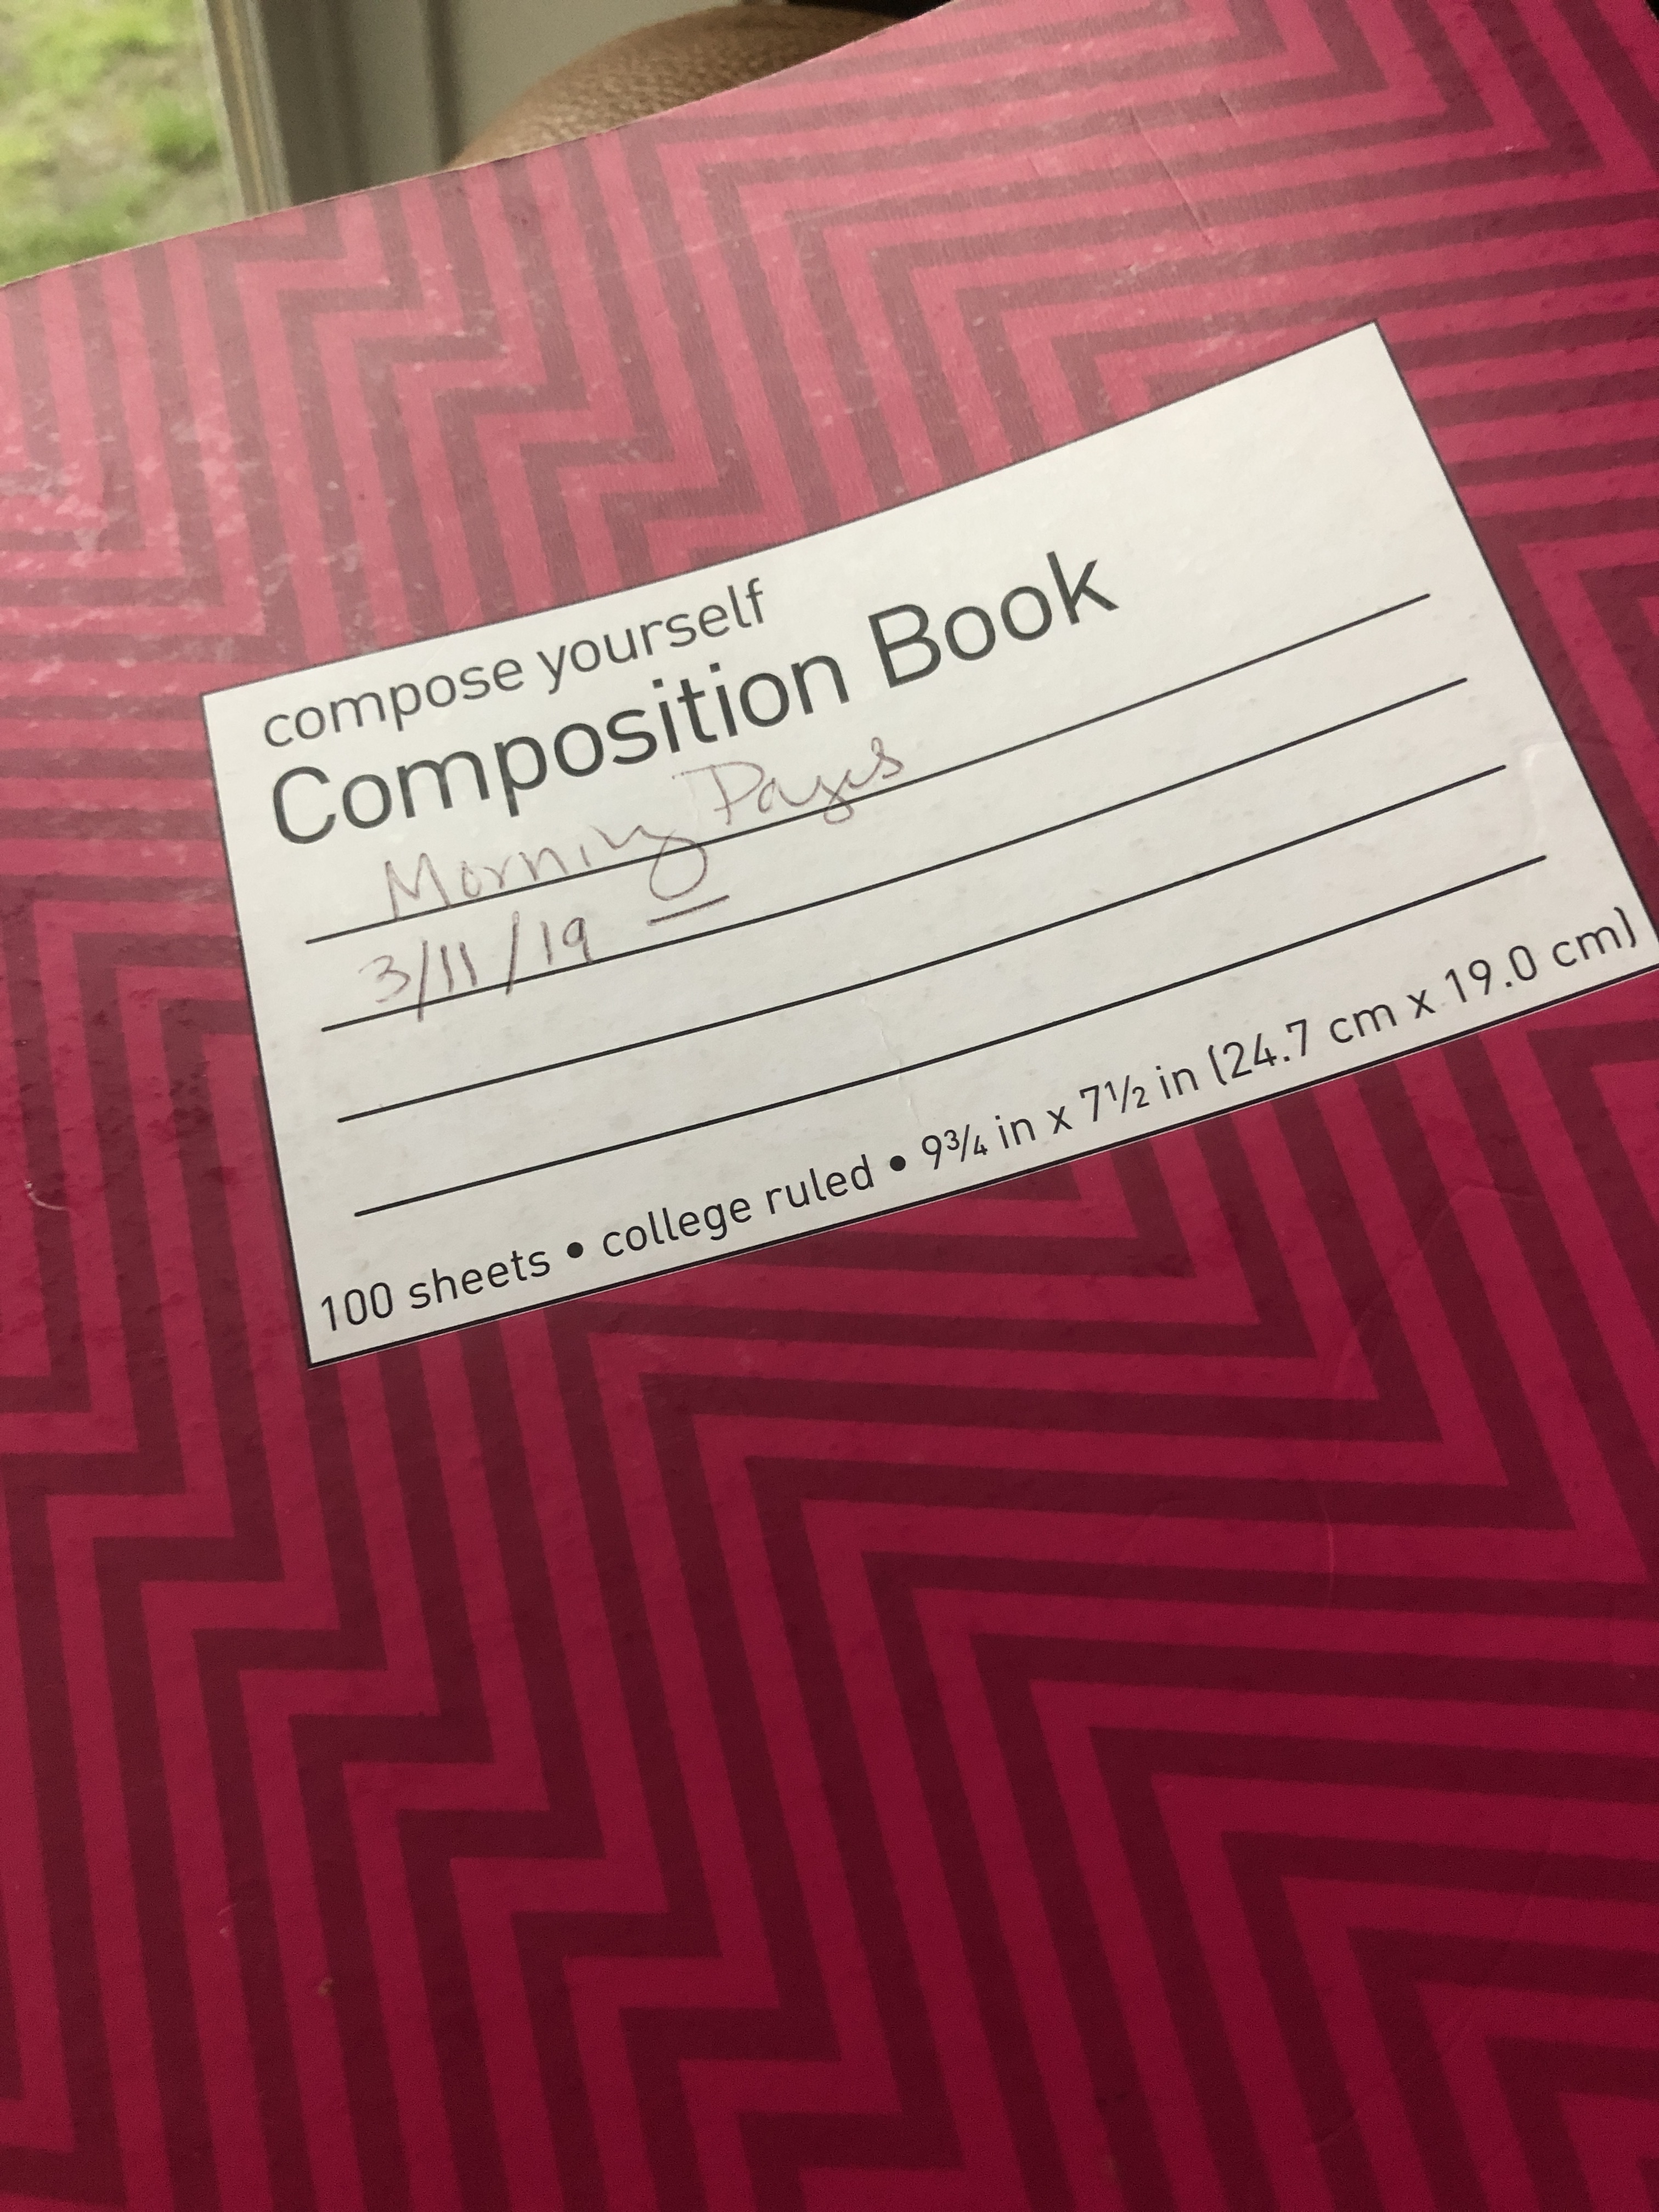 compose yourself
Composition Book
Morning Pages
3/11/19 —
100 sheets • college ruled • 9¾ in x 7½ in (24.7 cm x 19.0 cm)